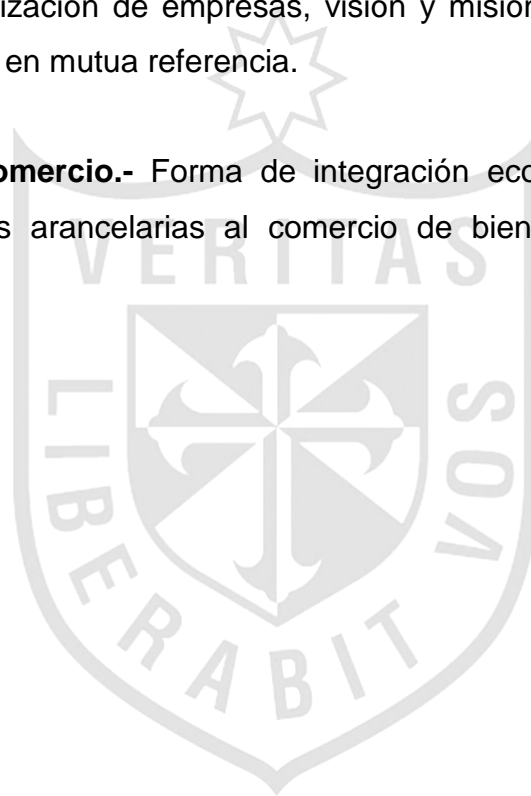 ización de empresas, visión y misión
en mutua referencia.
omercio.- Forma de integración eco
s arancelarias al comercio de bien
VERITAS
LIBERABIT
VOS